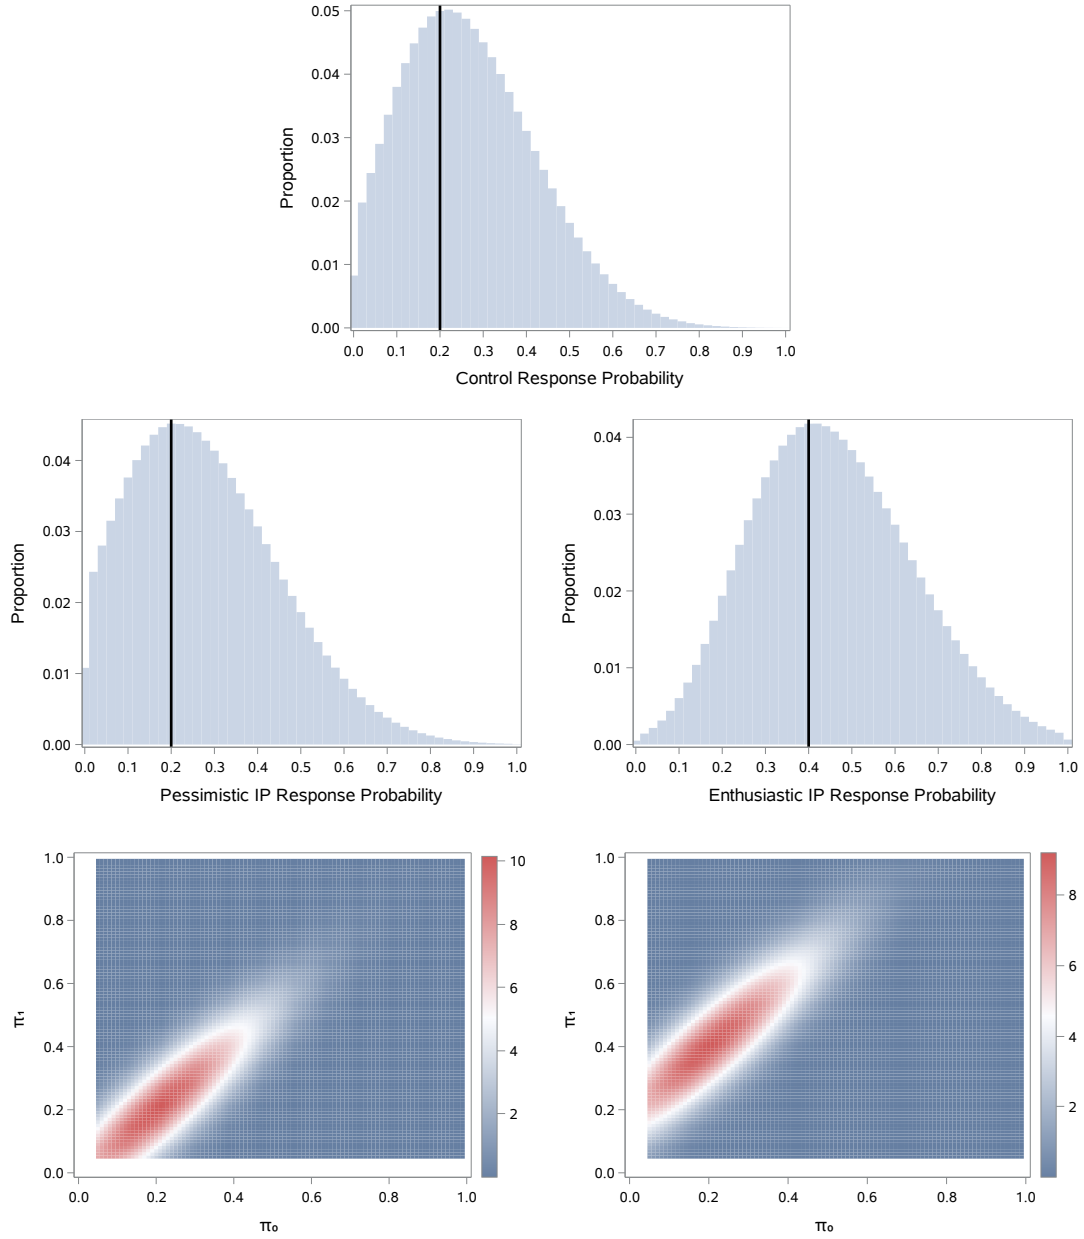 0.05
0.04
0.03
0.02
0.01
0.00
Proportion
0.0 0.1 0.2 0.3 0.4 0.5 0.6 0.7 0.8 0.9 1.0
Control Response Probability
0.04
0.03
0.02
0.01
0.00
Proportion
0.0 0.1 0.2 0.3 0.4 0.5 0.6 0.7 0.8 0.9 1.0
Pessimistic IP Response Probability
0.04
0.03
0.02
0.01
0.00
Proportion
0.0 0.1 0.2 0.3 0.4 0.5 0.6 0.7 0.8 0.9 1.0
Enthusiastic IP Response Probability
1.0
0.8
0.6
0.4
0.2
0.0
π₁
0.0 0.2 0.4 0.6 0.8 1.0
π₀
10
8
6
4
2
1.0
0.8
0.6
0.4
0.2
0.0
π₁
0.0 0.2 0.4 0.6 0.8 1.0
π₀
8
6
4
2